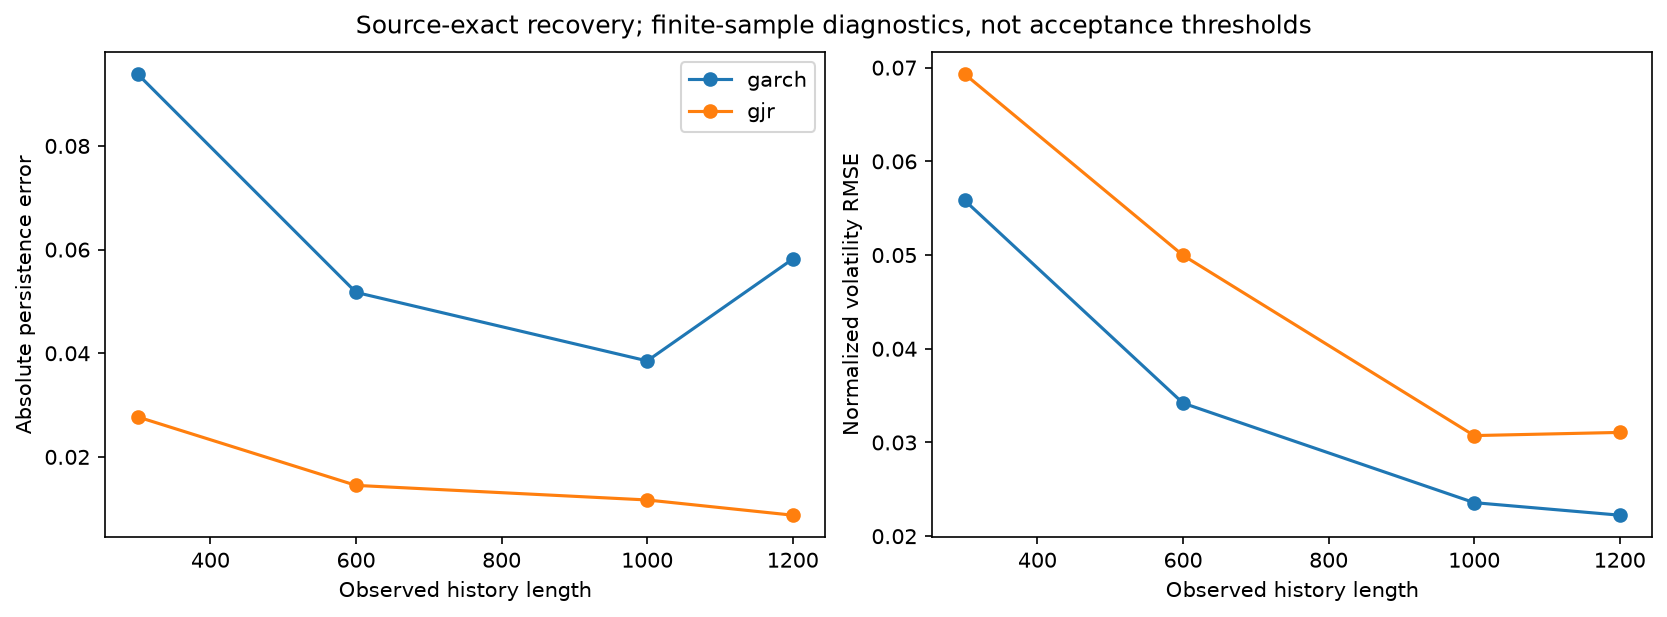 Source-exact recovery; finite-sample diagnostics, not acceptance thresholds
garch
gjr
Absolute persistence error
0.08
0.06
0.04
0.02
400
600
800
1000
1200
Observed history length
Normalized volatility RMSE
0.07
0.06
0.05
0.04
0.03
0.02
400
600
800
1000
1200
Observed history length